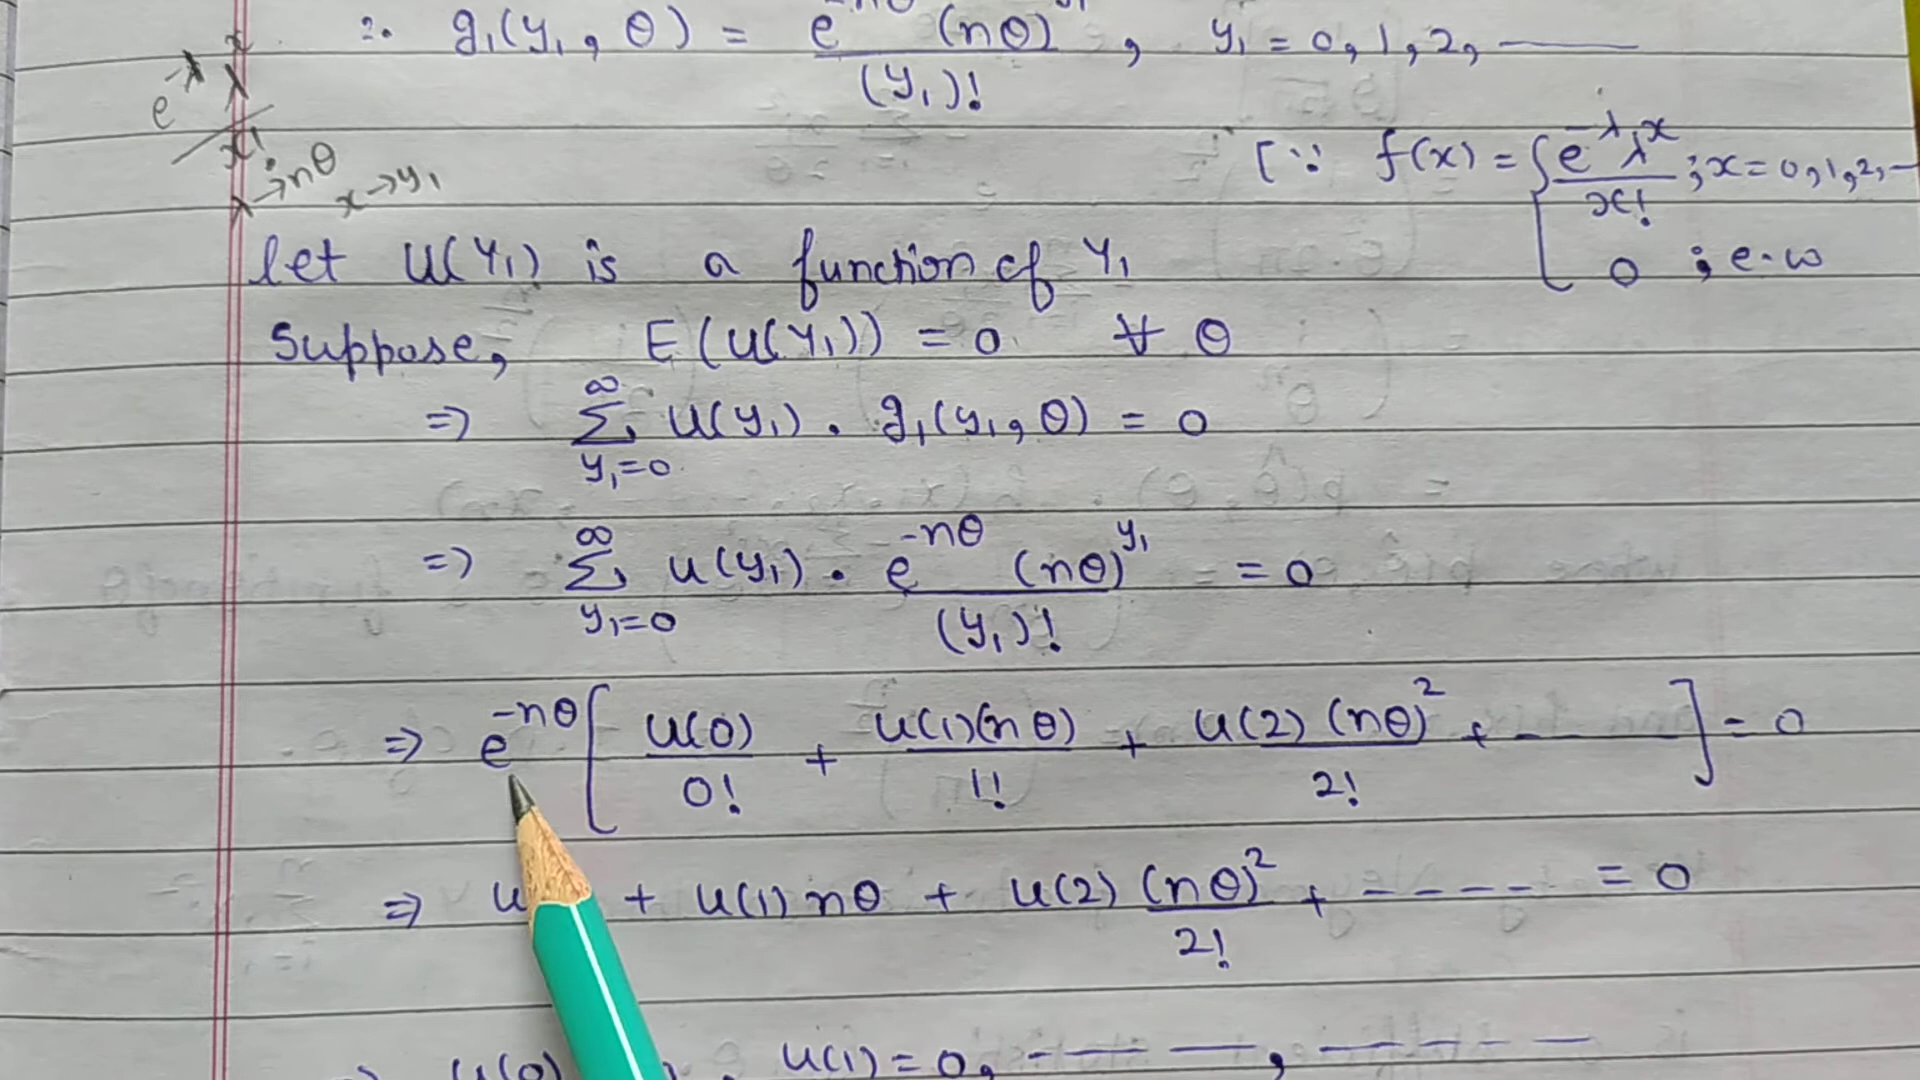 ∴ g₁(y₁, θ) = e^(-nθ) (nθ)^(y₁) / (y₁)! , y₁ = 0, 1, 2, ——
e^(-λ) λ^x / x!
λ → nθ
x → y₁
[∵ f(x) = { e^(-λ) λ^x / x! ; x = 0, 1, 2, –
0 ; e.w
let u(Y₁) is a function of Y₁
Suppose, E(u(Y₁)) = 0 ∀ θ
⇒ ∑_(y₁=0)^∞ u(y₁) . g₁(y₁, θ) = 0
⇒ ∑_(y₁=0)^∞ u(y₁) . e^(-nθ) (nθ)^(y₁) / (y₁)! = 0
⇒ e^(-nθ) [ u(0) / 0! + u(1)(nθ) / 1! + u(2) (nθ)² / 2! + - - - ] = 0
⇒ u + u(1) nθ + u(2) (nθ)² / 2! + - - - - = 0
u(0) , u(1) = 0, - — — , - - - - -